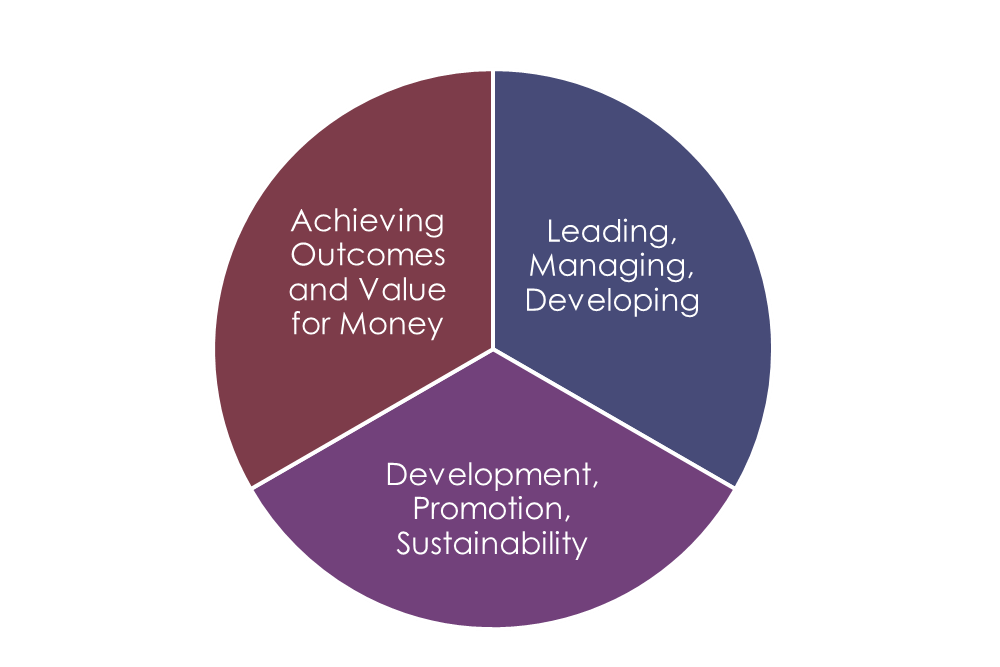 Achieving
Outcomes
and Value
for Money
Leading,
Managing,
Developing
Development,
Promotion,
Sustainability